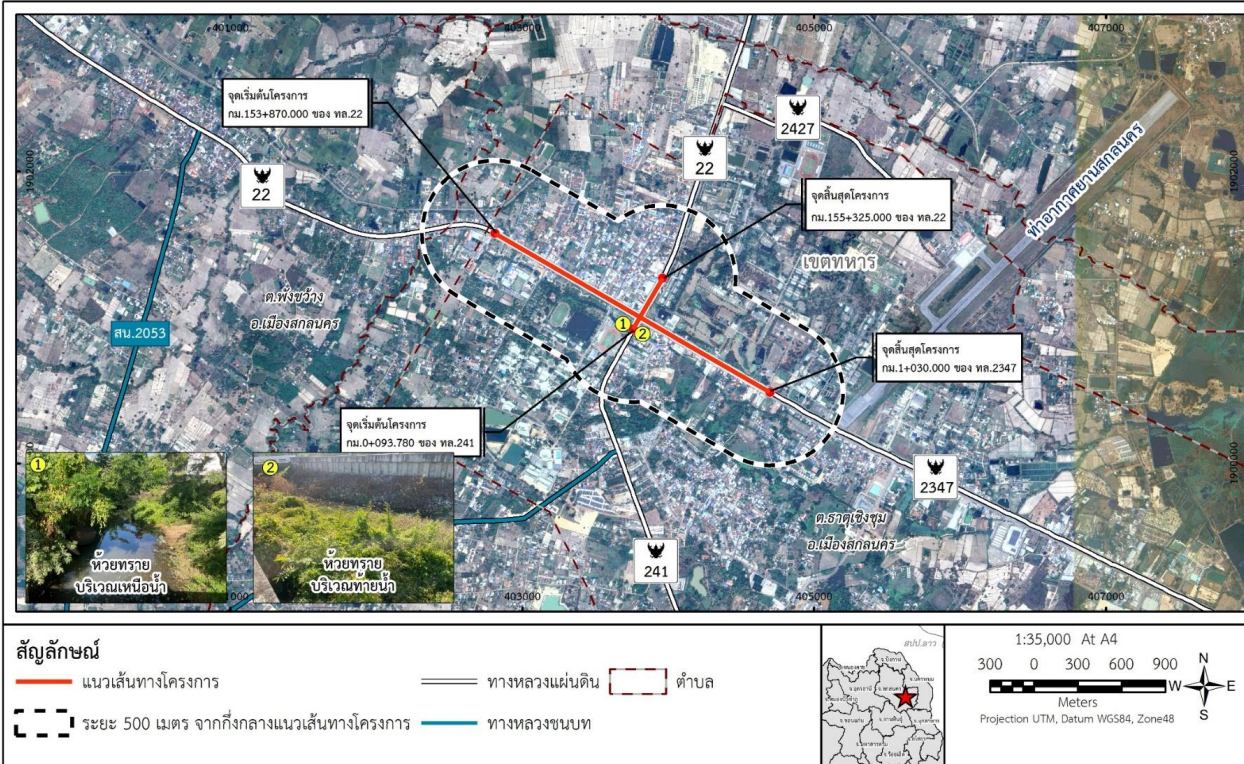 401000
403000
405000
407000
จุดเริ่มต้นโครงการ
กม.153+870.000 ของ ทล.22
2427
22
22
1902000
1902000
จุดสิ้นสุดโครงการ
กม.155+325.000 ของ ทล.22
ท่าอากาศยานสกลนคร
เขตทหาร
ต.พังขว้าง
อ.เมืองสกลนคร
สน.2053
1
2
จุดสิ้นสุดโครงการ
กม.1+030.000 ของ ทล.2347
จุดเริ่มต้นโครงการ
กม.0+093.780 ของ ทล.241
1900000
2347
ต.ธาตุเชิงชุม
อ.เมืองสกลนคร
241
1
ห้วยทราย
บริเวณเหนือน้ำ
2
ห้วยทราย
บริเวณท้ายน้ำ
403000
405000
407000
สัญลักษณ์
แนวเส้นทางโครงการ
ทางหลวงแผ่นดิน
ตำบล
ระยะ 500 เมตร จากกึ่งกลางแนวเส้นทางโครงการ
ทางหลวงชนบท
สปป.ลาว
1:35,000 At A4
300 0 300 600 900
Meters
Projection UTM, Datum WGS84, Zone48
N
W E
S